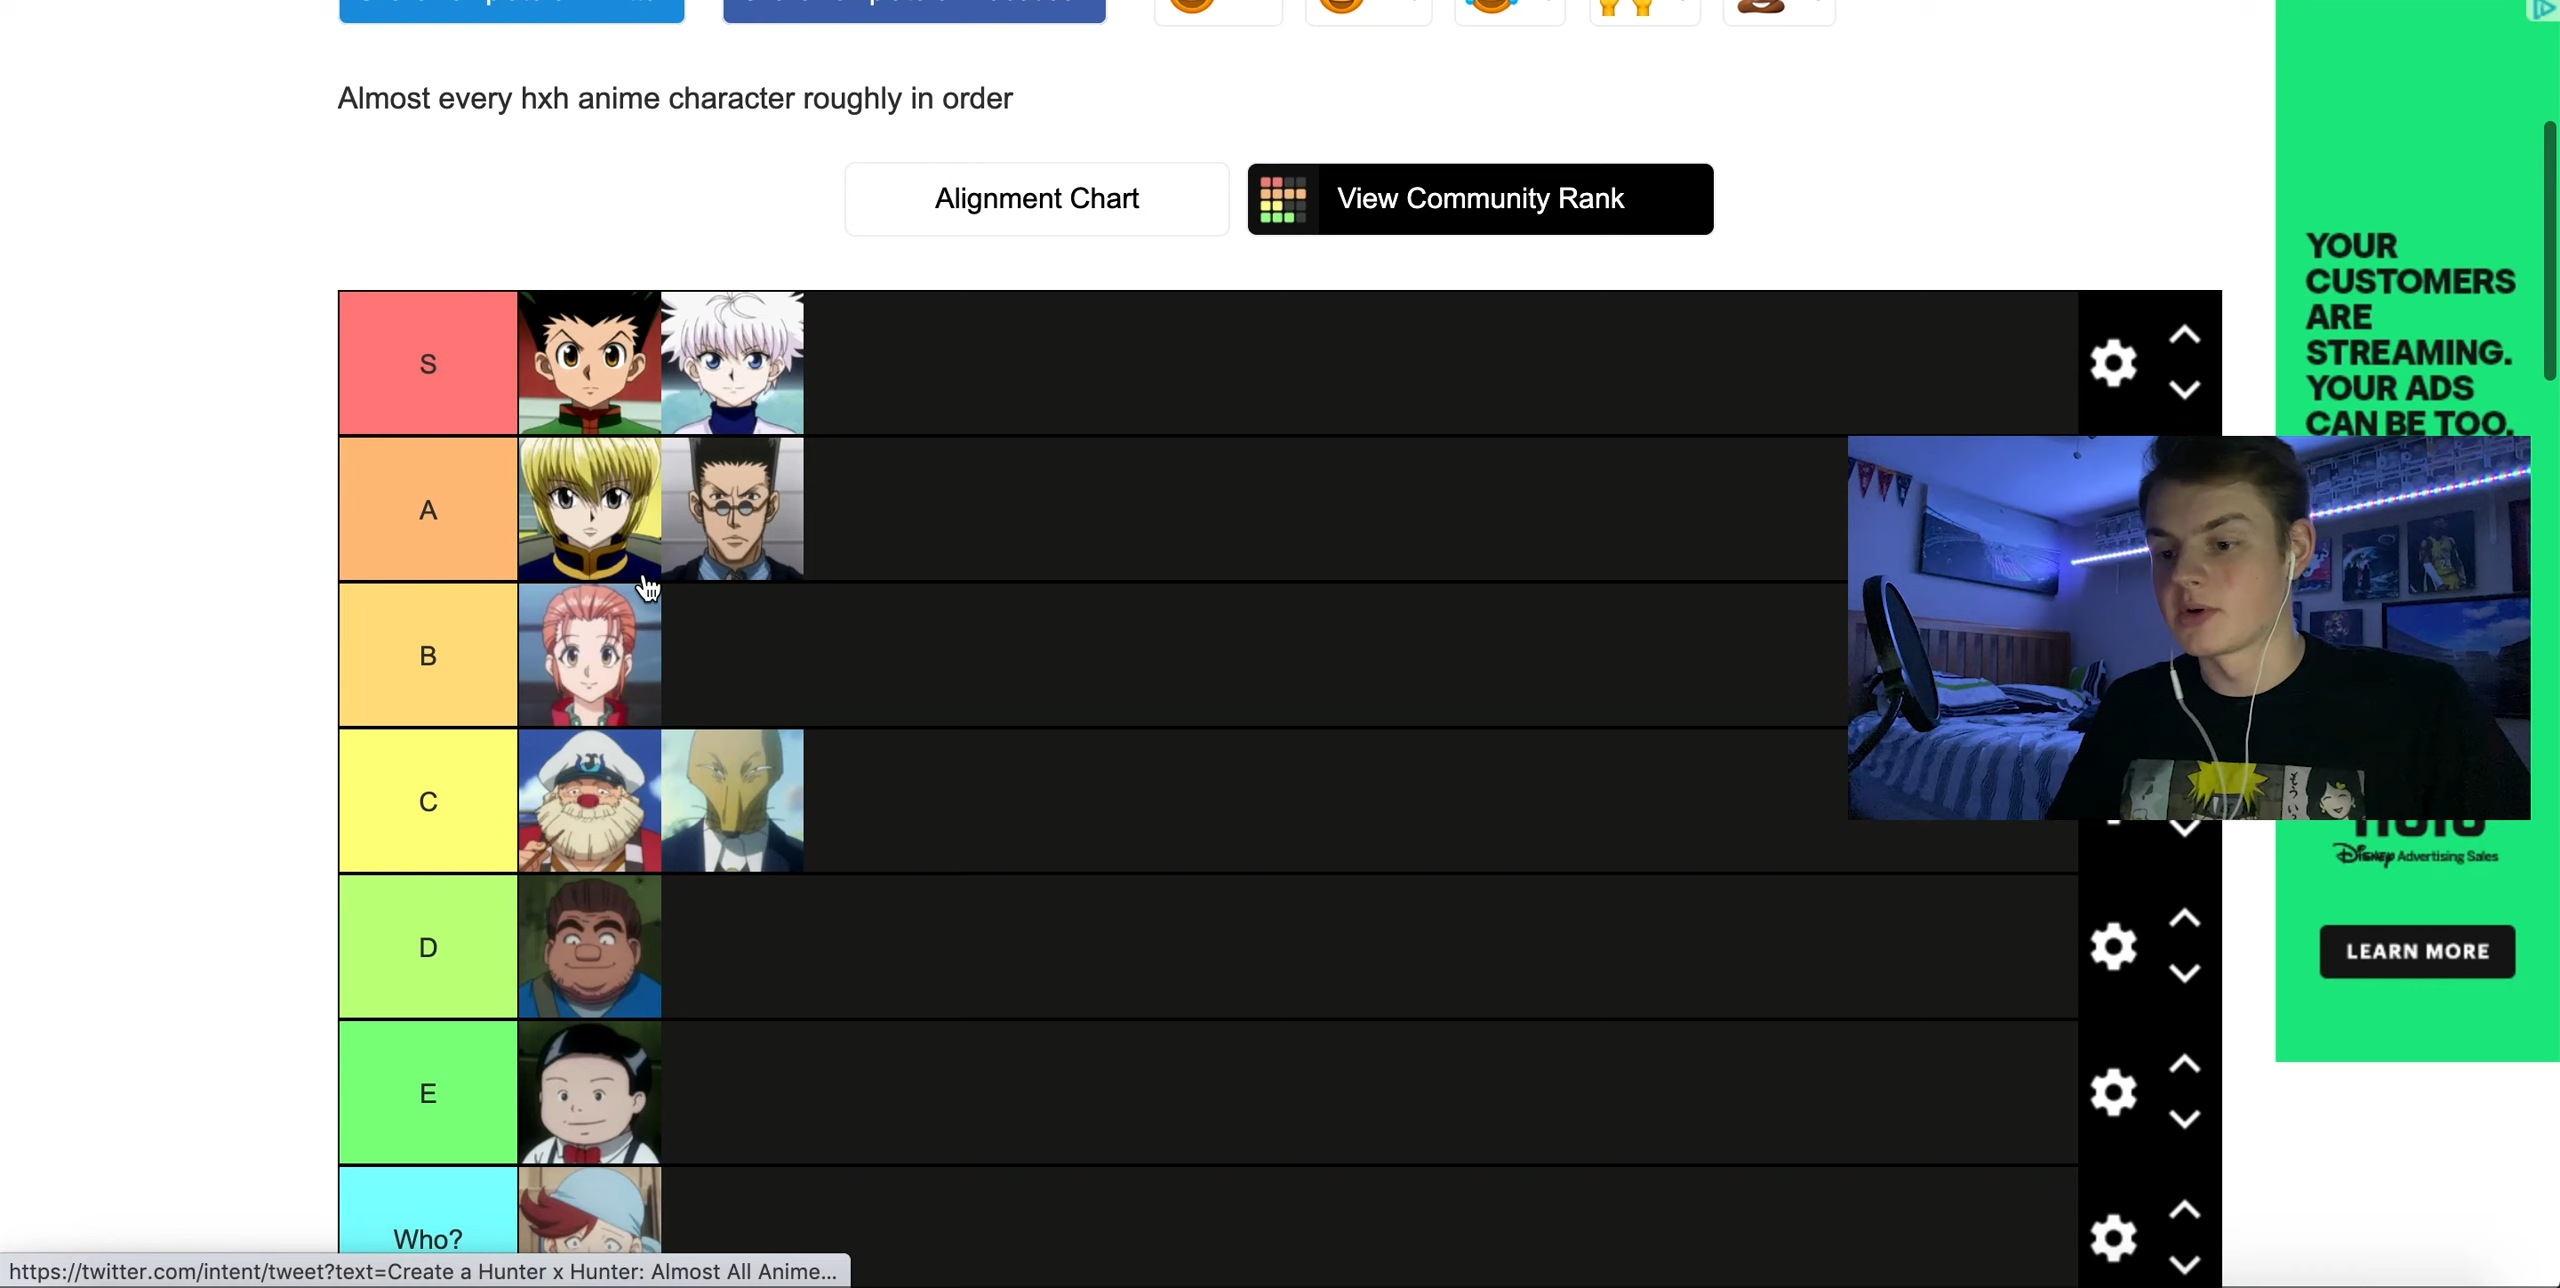 Almost every hxh anime character roughly in order
Alignment Chart
View Community Rank
S
A
B
C
D
E
Who?
YOUR
CUSTOMERS
ARE
STREAMING.
YOUR ADS
CAN BE TOO.
Disney Advertising Sales
LEARN MORE
https://twitter.com/intent/tweet?text=Create a Hunter x Hunter: Almost All Anime...